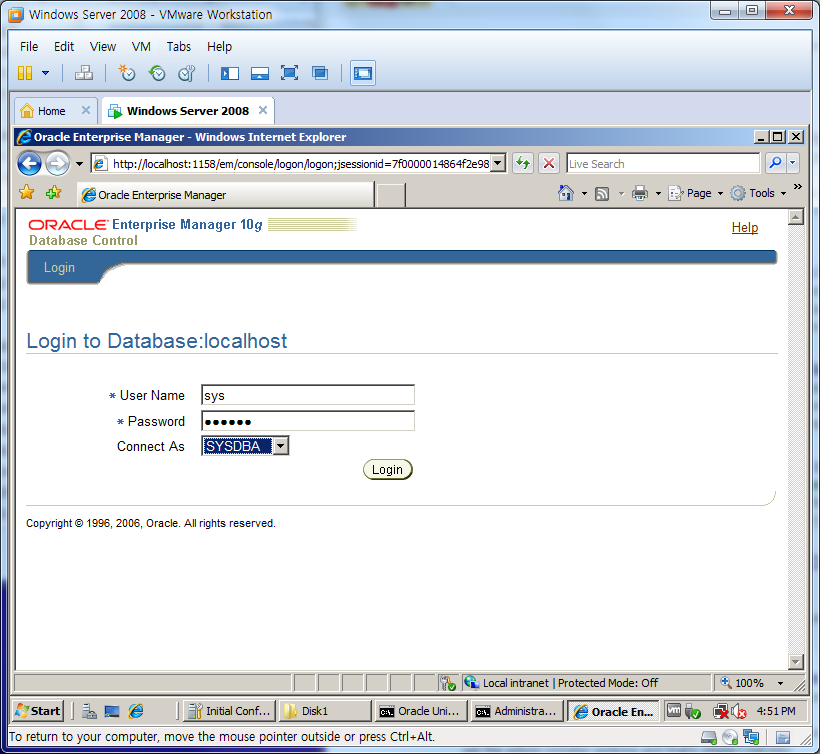 Windows Server 2008 - VMware Workstation
File Edit View VM Tabs Help
Home Windows Server 2008
Oracle Enterprise Manager - Windows Internet Explorer
http://localhost:1158/em/console/logon/logon;jsessionid=7f0000014864f2e98 Live Search
Oracle Enterprise Manager Page Tools
ORACLE Enterprise Manager 10g
Database Control
Help
Login
Login to Database:localhost
* User Name sys
* Password ••••••
Connect As SYSDBA
Login
Copyright © 1996, 2006, Oracle. All rights reserved.
Local intranet | Protected Mode: Off 100%
Start Initial Conf... Disk1 Oracle Uni... Administra... Oracle En... 4:51 PM
To return to your computer, move the mouse pointer outside or press Ctrl+Alt.